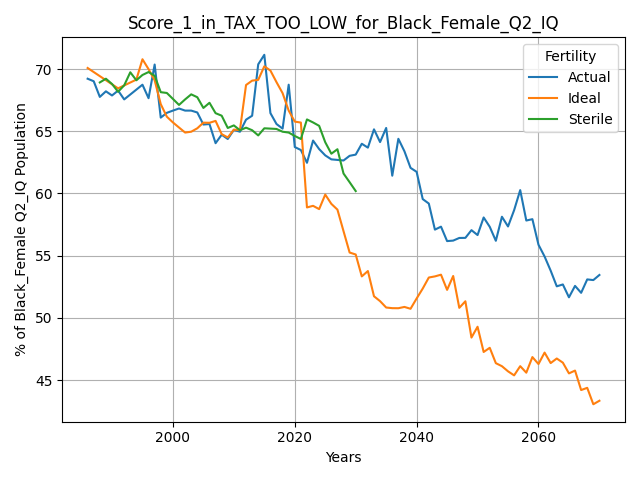 Score_1_in_TAX_TOO_LOW_for_Black_Female_Q2_IQ
% of Black_Female Q2_IQ Population
70
65
60
55
50
45
Fertility
Actual
Ideal
Sterile
2000
2020
2040
2060
Years